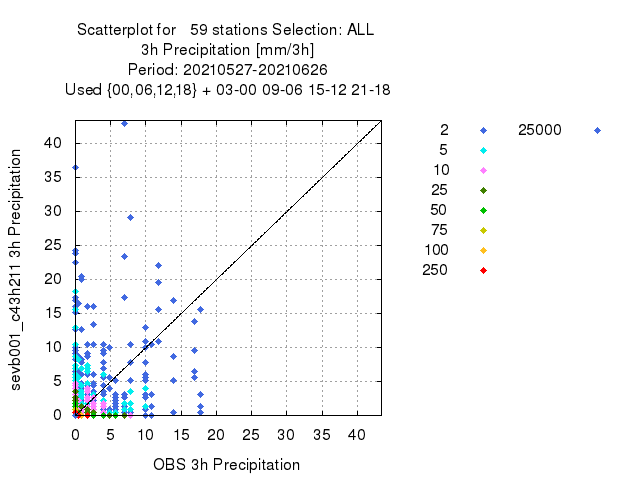 Scatterplot for   59 stations Selection: ALL
3h Precipitation [mm/3h]
Period: 20210527-20210626
Used {00,06,12,18} + 03-00 09-06 15-12 21-18
sevb001_c43h211 3h Precipitation
40
35
30
25
20
15
10
5
0
0 5 10 15 20 25 30 35 40
OBS 3h Precipitation
2 25000
5
10
25
50
75
100
250